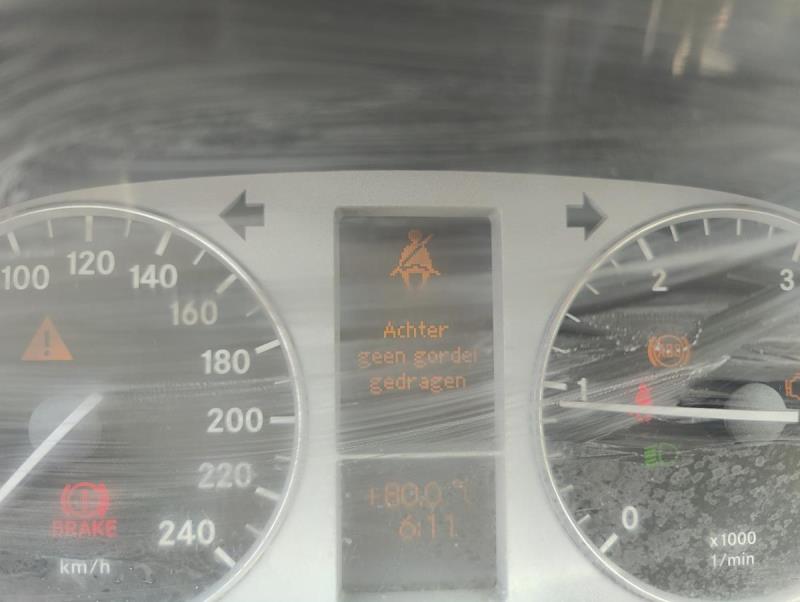 100 120 140 160 180 200 220 240
km/h
BRAKE
Achter
geen gordel
gedragen
6:11
0 1 2 3
x1000
1/min